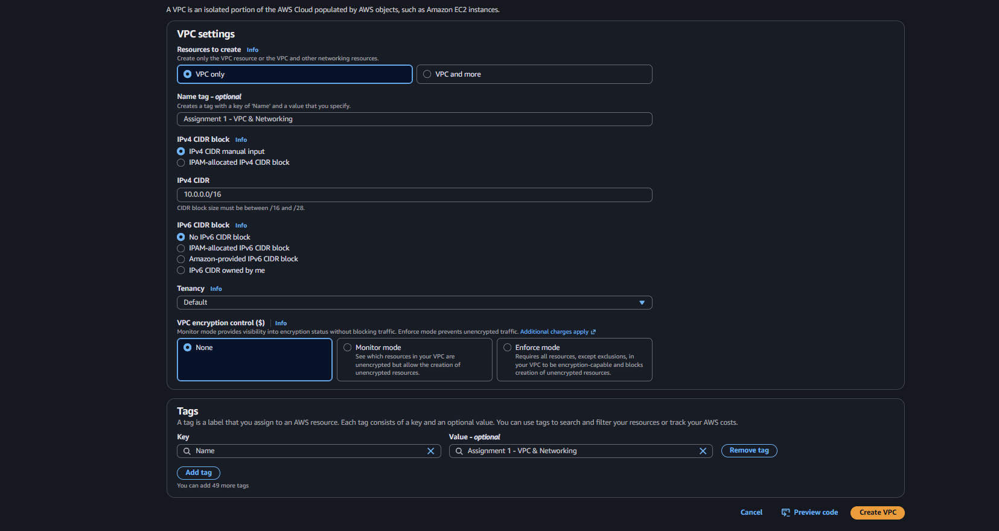 A VPC is an isolated portion of the AWS Cloud populated by AWS objects, such as Amazon EC2 instances.
VPC settings
Resources to create Info
Create only the VPC resource or the VPC and other networking resources.
VPC only VPC and more
Name tag - optional
Creates a tag with a key of 'Name' and a value that you specify.
Assignment 1 - VPC & Networking
IPv4 CIDR block Info
IPv4 CIDR manual input
IPAM-allocated IPv4 CIDR block
IPv4 CIDR
10.0.0.0/16
CIDR block size must be between /16 and /28.
IPv6 CIDR block Info
No IPv6 CIDR block
IPAM-allocated IPv6 CIDR block
Amazon-provided IPv6 CIDR block
IPv6 CIDR owned by me
Tenancy Info
Default
VPC encryption control ($) Info
Monitor mode provides visibility into encryption status without blocking traffic. Enforce mode prevents unencrypted traffic. Additional charges apply
None
Monitor mode
See which resources in your VPC are
unencrypted but allow the creation of
unencrypted resources.
Enforce mode
Requires all resources, except exclusions, in
your VPC to be encryption-capable and blocks
creation of unencrypted resources.
Tags
A tag is a label that you assign to an AWS resource. Each tag consists of a key and an optional value. You can use tags to search and filter your resources or track your AWS costs.
Key Value - optional
Name Assignment 1 - VPC & Networking Remove tag
Add tag
You can add 49 more tags
Cancel Preview code Create VPC